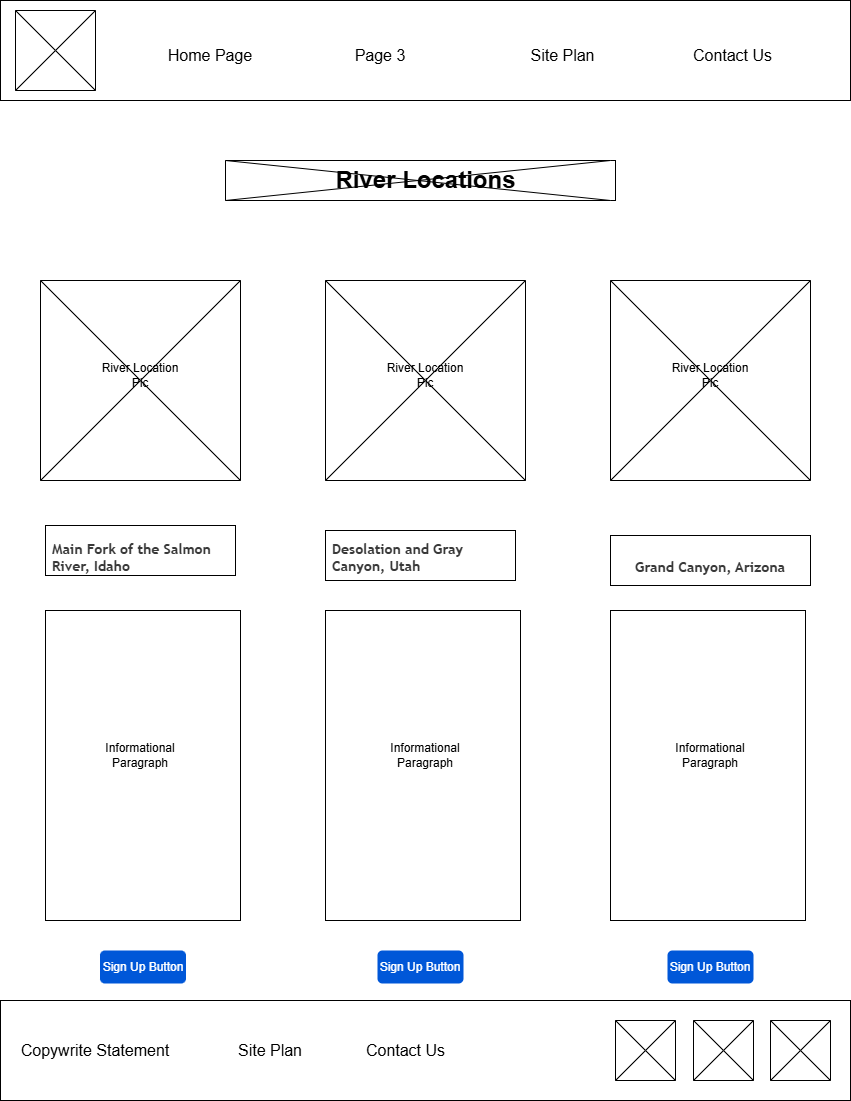 Home Page Page 3 Site Plan Contact Us
River Locations
River Location
Pic
River Location
Pic
River Location
Pic
Main Fork of the Salmon
River, Idaho
Desolation and Gray
Canyon, Utah
Grand Canyon, Arizona
Informational
Paragraph
Informational
Paragraph
Informational
Paragraph
Sign Up Button Sign Up Button Sign Up Button
Copywrite Statement Site Plan Contact Us